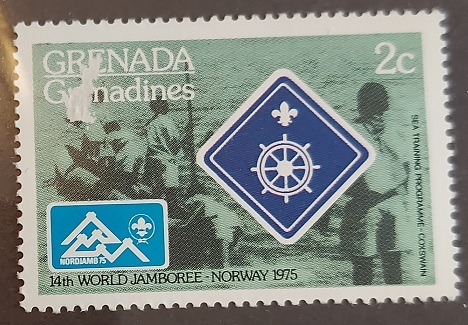 GRENADA 2c
Grenadines
SEA TRAINING PROGRAMME - COXSWAIN
NORDJAMB 75
14th WORLD JAMBOREE - NORWAY 1975